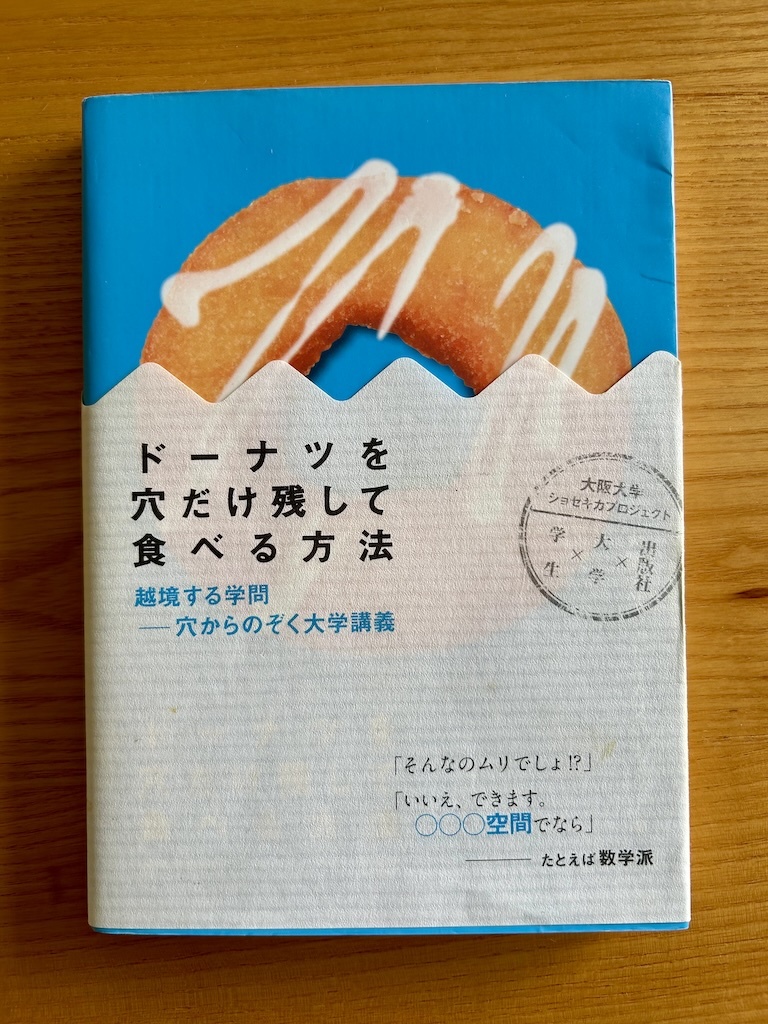 ドーナツを
穴だけ残して
食べる方法
越境する学問
──穴からのぞく大学講義
大阪大学
ショセキカプロジェクト
学生×大学×出版社
「そんなのムリでしょ!?」
「いいえ、できます。
〇〇〇空間でなら」
───たとえば数学派